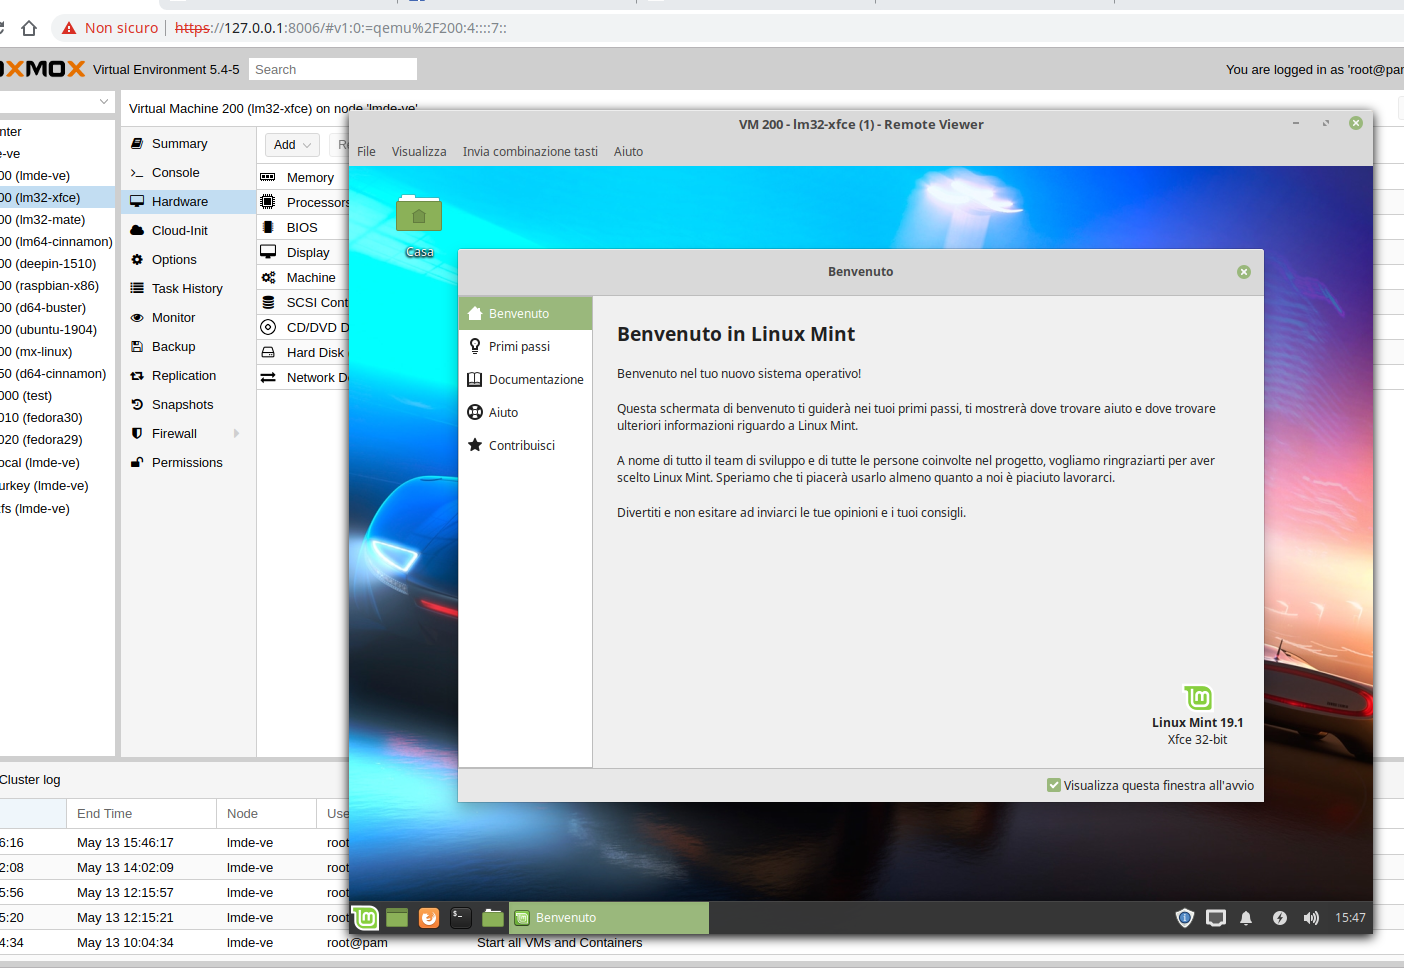 Non sicuro
https://127.0.0.1:8006/#v1:0:=qemu%2F200:4::::7::
XMOX Virtual Environment 5.4-5
Search
You are logged in as 'root@pam
Virtual Machine 200 (lm32-xfce) on node 'lmde-ve'
nter
e-ve
00 (lmde-ve)
00 (lm32-xfce)
00 (lm32-mate)
00 (lm64-cinnamon)
00 (deepin-1510)
00 (raspbian-x86)
00 (d64-buster)
00 (ubuntu-1904)
00 (mx-linux)
50 (d64-cinnamon)
000 (test)
010 (fedora30)
020 (fedora29)
ocal (lmde-ve)
urkey (lmde-ve)
fs (lmde-ve)
Summary
Console
Hardware
Cloud-Init
Options
Task History
Monitor
Backup
Replication
Snapshots
Firewall
Permissions
Add
Re
Memory
Processors
BIOS
Display
Machine
SCSI Cont
CD/DVD D
Hard Disk
Network De
VM 200 - lm32-xfce (1) - Remote Viewer
File Visualizza Invia combinazione tasti Aiuto
Casa
Benvenuto
Benvenuto
Primi passi
Documentazione
Aiuto
Contribuisci
Benvenuto in Linux Mint
Benvenuto nel tuo nuovo sistema operativo!
Questa schermata di benvenuto ti guiderà nei tuoi primi passi, ti mostrerà dove trovare aiuto e dove trovare
ulteriori informazioni riguardo a Linux Mint.
A nome di tutto il team di sviluppo e di tutte le persone coinvolte nel progetto, vogliamo ringraziarti per aver
scelto Linux Mint. Speriamo che ti piacerà usarlo almeno quanto a noi è piaciuto lavorarci.
Divertiti e non esitare ad inviarci le tue opinioni e i tuoi consigli.
Linux Mint 19.1
Xfce 32-bit
Visualizza questa finestra all'avvio
Benvenuto
15:47
Cluster log
End Time Node Use
6:16 May 13 15:46:17 lmde-ve root
2:08 May 13 14:02:09 lmde-ve root
5:56 May 13 12:15:57 lmde-ve root
5:20 May 13 12:15:21 lmde-ve root
4:34 May 13 10:04:34 lmde-ve root@pam Start all VMs and Containers